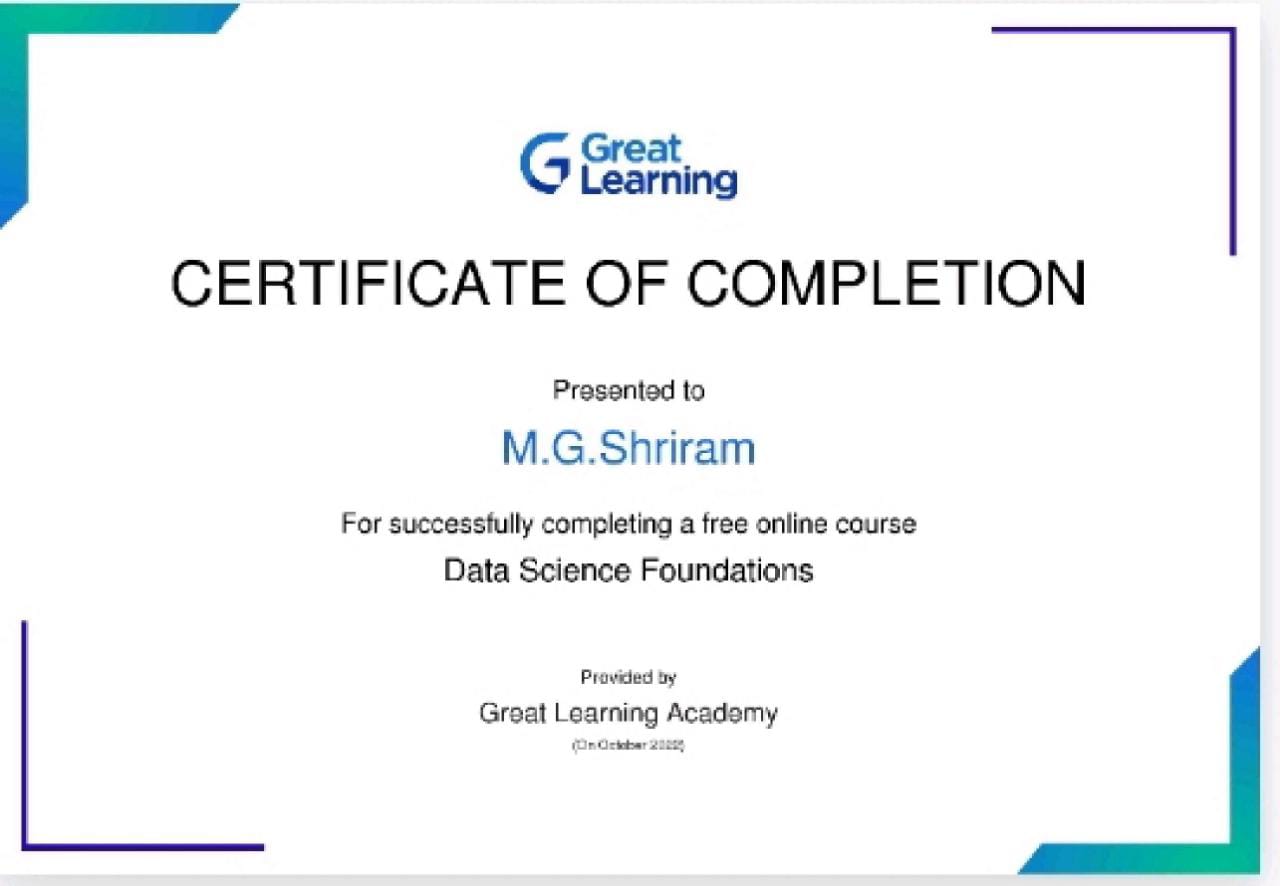 Great
Learning
CERTIFICATE OF COMPLETION
Presented to
M.G.Shriram
For successfully completing a free online course
Data Science Foundations
Provided by
Great Learning Academy
(On October 2022)